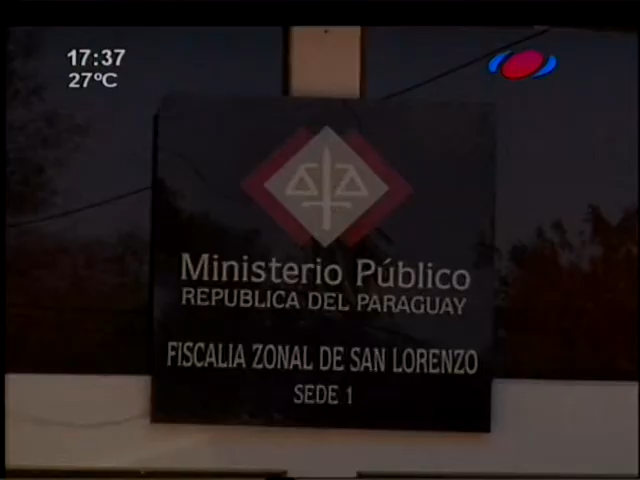 17:37
27ºC
Ministerio Público
REPUBLICA DEL PARAGUAY
FISCALIA ZONAL DE SAN LORENZO
SEDE 1